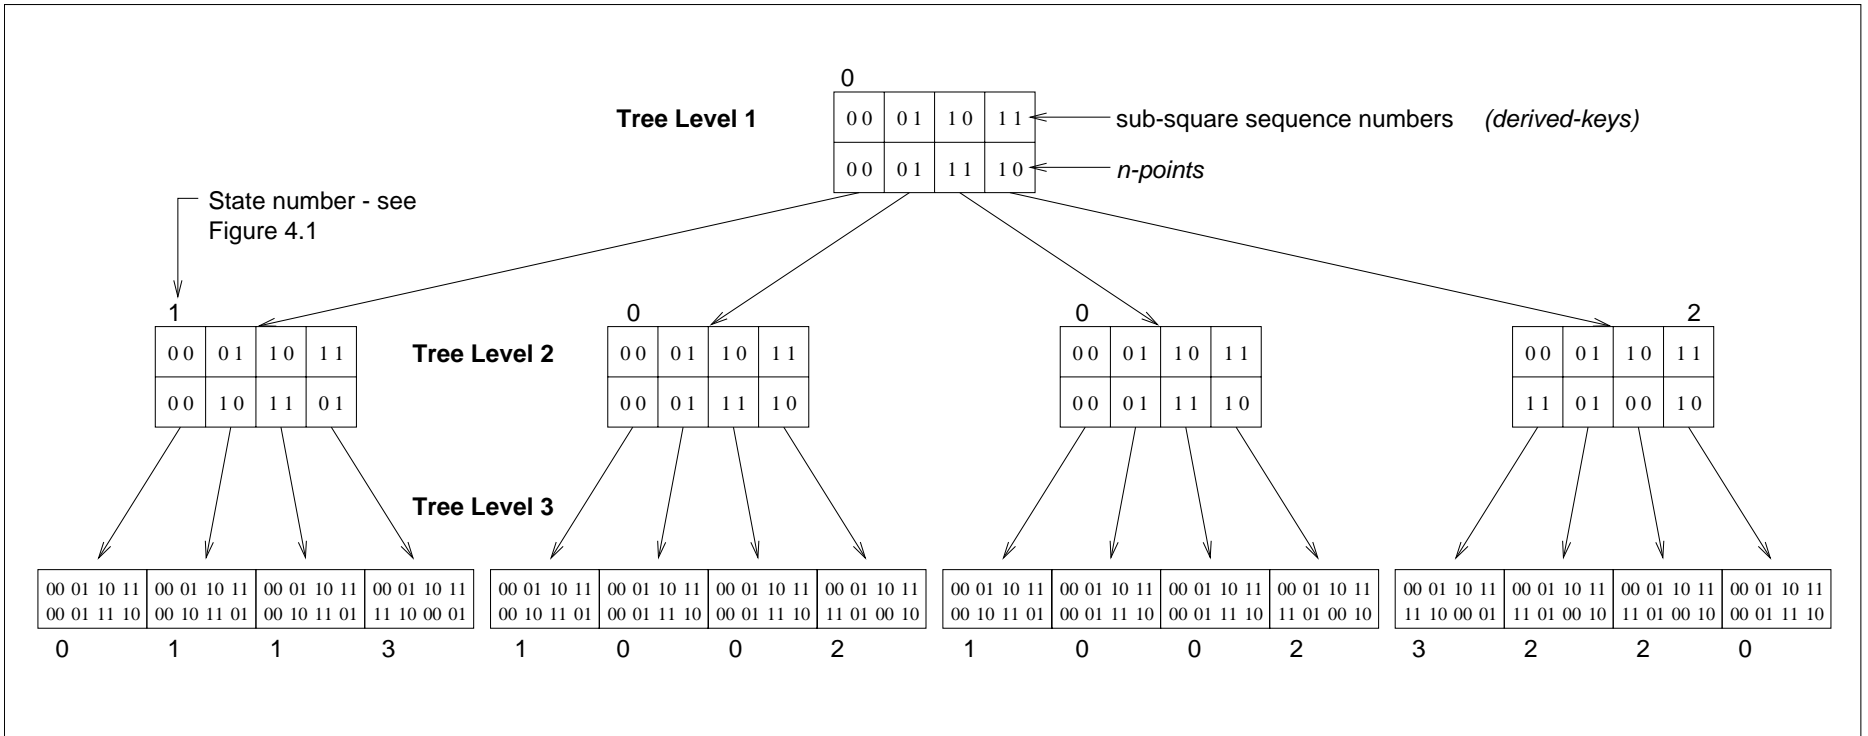 0
Tree Level 1
00 01 10 11
sub-square sequence numbers (derived-keys)
00 01 11 10
n-points
State number - see
Figure 4.1
1
0
0
2
Tree Level 2
00 01 10 11
00 01 10 11
00 01 10 11
00 01 10 11
00 10 11 01
00 01 11 10
00 01 11 10
11 01 00 10
Tree Level 3
00 01 10 11 00 01 10 11 00 01 10 11 00 01 10 11
00 01 11 10 00 10 11 01 00 10 11 01 11 10 00 01
0 1 1 3
00 01 10 11 00 01 10 11 00 01 10 11 00 01 10 11
00 10 11 01 00 01 11 10 00 01 11 10 11 01 00 10
1 0 0 2
00 01 10 11 00 01 10 11 00 01 10 11 00 01 10 11
00 10 11 01 00 01 11 10 00 01 11 10 11 01 00 10
1 0 0 2
00 01 10 11 00 01 10 11 00 01 10 11 00 01 10 11
11 10 00 01 11 01 00 10 11 01 00 10 00 01 11 10
3 2 2 0